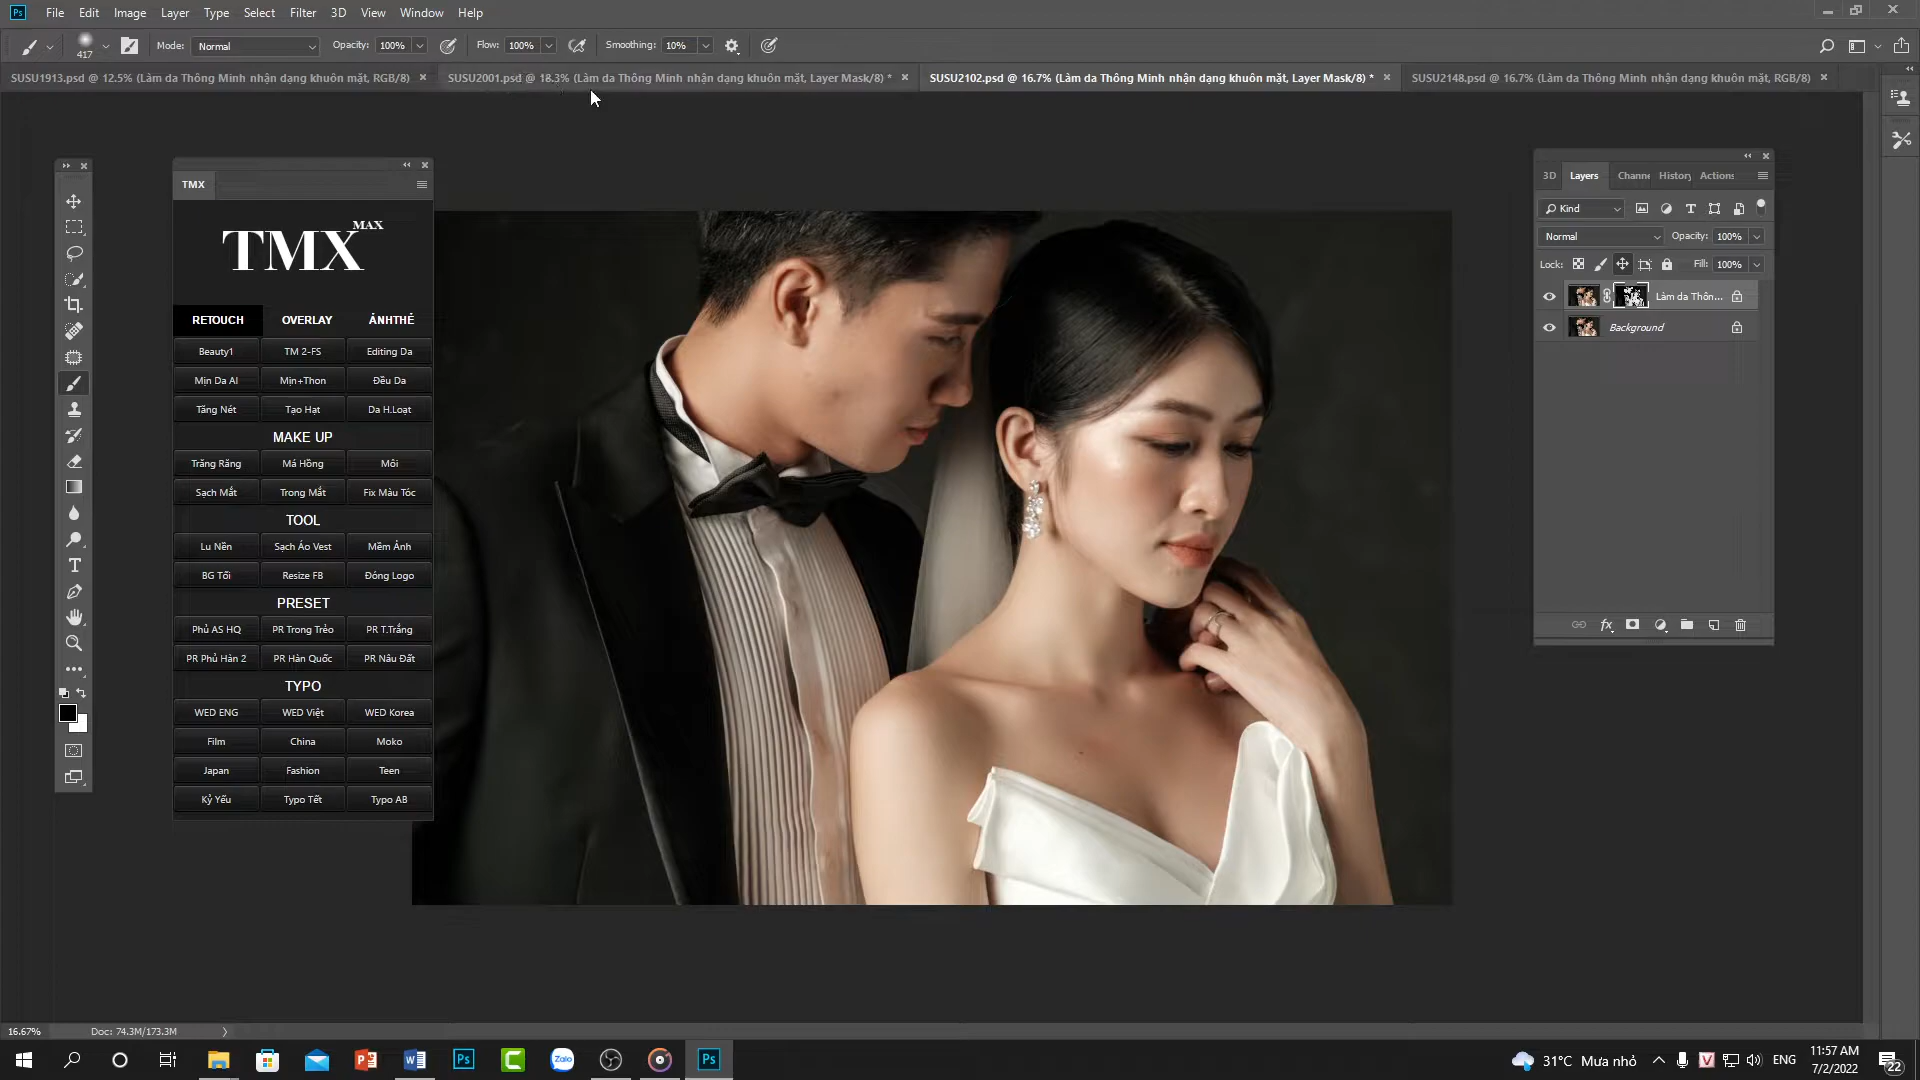 File Edit Image Layer Type Select Filter 3D View Window Help
417 Mode: Normal Opacity: 100% Flow: 100% Smoothing: 10%
SUSU1913.psd @ 12.5% (Làm da Thông Minh nhận dạng khuôn mặt, RGB/8)
SUSU2001.psd @ 18.3% (Làm da Thông Minh nhận dạng khuôn mặt, Layer Mask/8) *
SUSU2102.psd @ 16.7% (Làm da Thông Minh nhận dạng khuôn mặt, Layer Mask/8) *
SUSU2148.psd @ 16.7% (Làm da Thông Minh nhận dạng khuôn mặt, RGB/8)
TMX
TMX MAX
RETOUCH OVERLAY ẢNHTHẺ
Beauty1 TM 2-FS Editing Da
Mịn Da AI Mịn+Thon Đều Da
Tăng Nét Tạo Hạt Da H.Loạt
MAKE UP
Trăng Răng Má Hồng Môi
Sạch Mắt Trong Mắt Fix Màu Tóc
TOOL
Lu Nền Sạch Áo Vest Mềm Ảnh
BG Tối Resize FB Đóng Logo
PRESET
Phủ AS HQ PR Trong Trẻo PR T.Trắng
PR Phủ Hàn 2 PR Hàn Quốc PR Nâu Đất
TYPO
WED ENG WED Việt WED Korea
Film China Moko
Japan Fashion Teen
Kỷ Yếu Typo Tết Typo AB
3D Layers Channe History Actions
Kind
Normal Opacity: 100%
Lock: Fill: 100%
Làm da Thôn...
Background
16.67% Doc: 74.3M/173.3M
31°C Mưa nhỏ ENG 11:57 AM
7/2/2022
22